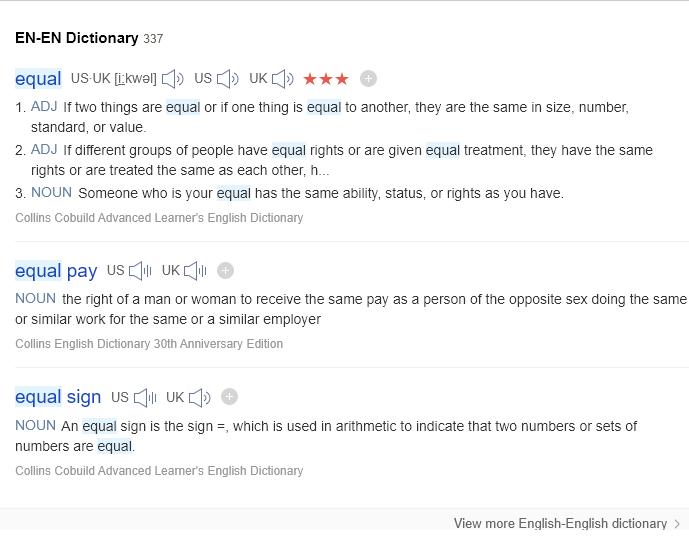 EN-EN Dictionary 337
equal US·UK [i:kwəl] US UK ★★★
1. ADJ If two things are equal or if one thing is equal to another, they are the same in size, number,
standard, or value.
2. ADJ If different groups of people have equal rights or are given equal treatment, they have the same
rights or are treated the same as each other, h...
3. NOUN Someone who is your equal has the same ability, status, or rights as you have.
Collins Cobuild Advanced Learner's English Dictionary
equal pay US UK
NOUN the right of a man or woman to receive the same pay as a person of the opposite sex doing the same
or similar work for the same or a similar employer
Collins English Dictionary 30th Anniversary Edition
equal sign US UK
NOUN An equal sign is the sign =, which is used in arithmetic to indicate that two numbers or sets of
numbers are equal.
Collins Cobuild Advanced Learner's English Dictionary
View more English-English dictionary >